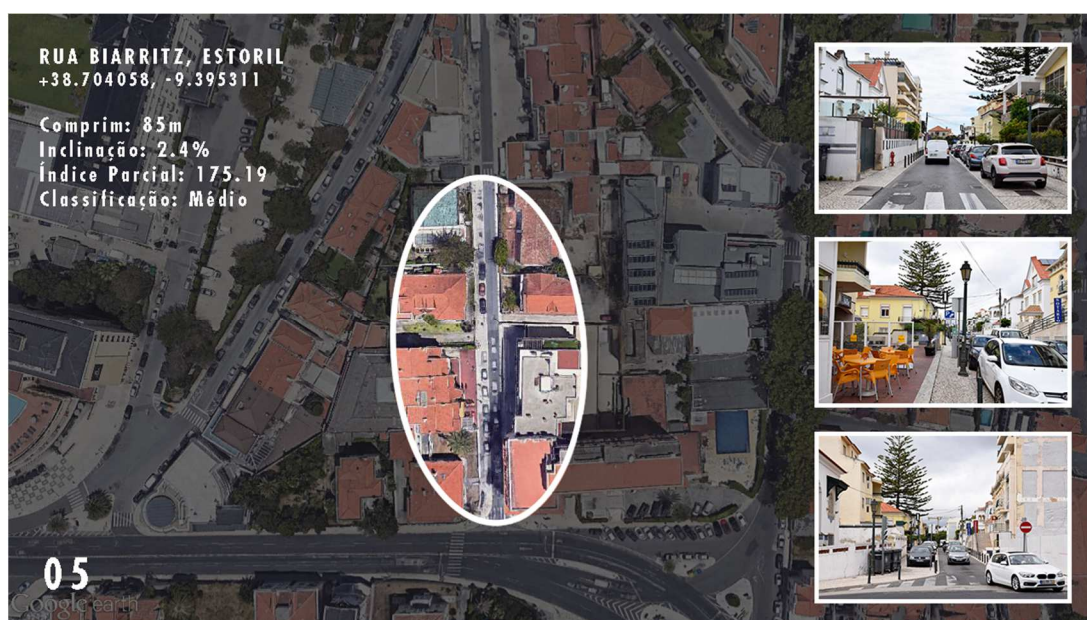 RUA BIARRITZ, ESTORIL
+38.704058, -9.395311
Comprim: 85m
Inclinação: 2.4%
Índice Parcial: 175.19
Classificação: Médio
05
Google earth